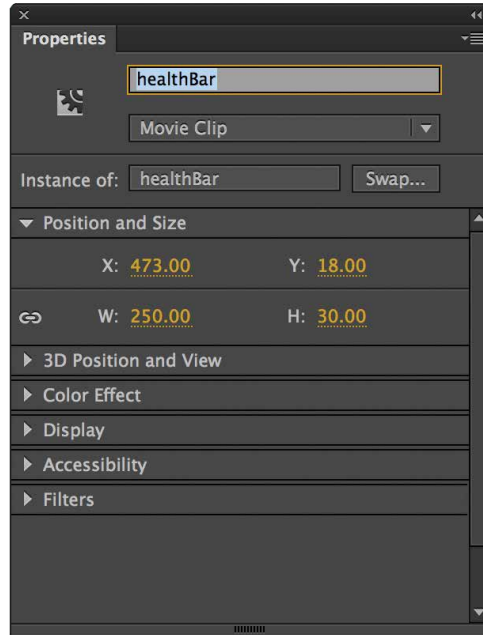 Properties
healthBar
Movie Clip
Instance of: healthBar Swap...
Position and Size
X: 473.00 Y: 18.00
W: 250.00 H: 30.00
3D Position and View
Color Effect
Display
Accessibility
Filters